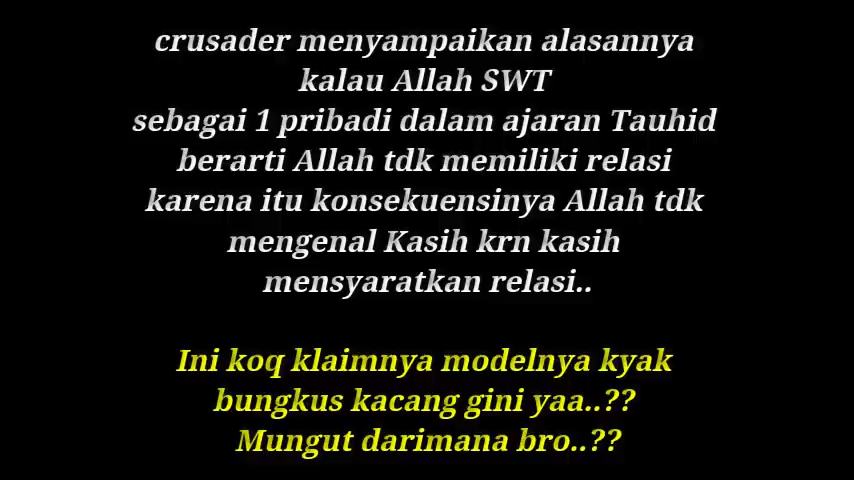 crusader menyampaikan alasannya
kalau Allah SWT
sebagai 1 pribadi dalam ajaran Tauhid
berarti Allah tdk memiliki relasi
karena itu konsekuensinya Allah tdk
mengenal Kasih krn kasih
mensyaratkan relasi..
Ini koq klaimnya modelnya kyak
bungkus kacang gini yaa..??
Mungut darimana bro..??